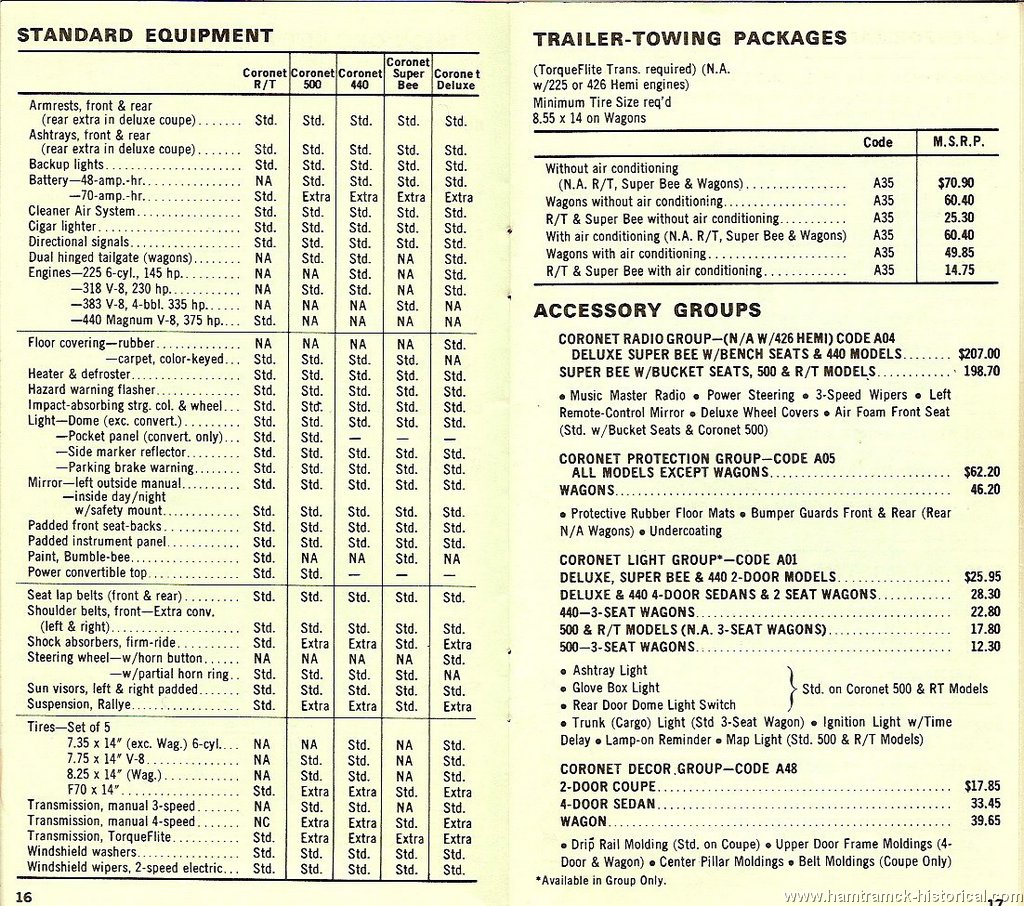 STANDARD EQUIPMENT
Coronet R/T Coronet 500 Coronet 440 Coronet Super Bee Coronet Deluxe
Armrests, front & rear
(rear extra in deluxe coupe)....... Std. Std. Std. Std. Std.
Ashtrays, front & rear
(rear extra in deluxe coupe)....... Std. Std. Std. Std. Std.
Backup lights................... Std. Std. Std. Std. Std.
Battery—48-amp.-hr................ NA Std. Std. Std. Std.
—70-amp.-hr................ Std. Extra Extra Extra Extra
Cleaner Air System............... Std. Std. Std. Std. Std.
Cigar lighter..................... Std. Std. Std. Std. Std.
Directional signals................ Std. Std. Std. Std. Std.
Dual hinged tailgate (wagons)....... NA Std. Std. NA Std.
Engines—225 6-cyl., 145 hp......... NA NA Std. NA Std.
—318 V-8, 230 hp........... NA Std. Std. NA Std.
—383 V-8, 4-bbl. 335 hp..... NA NA NA Std. NA
—440 Magnum V-8, 375 hp.... Std. NA NA NA NA
Floor covering—rubber............ NA NA NA NA Std.
—carpet, color-keyed... Std. Std. Std. Std. NA
Heater & defroster................ Std. Std. Std. Std. Std.
Hazard warning flasher............. Std. Std. Std. Std. Std.
Impact-absorbing strg. col. & wheel... Std. Std. Std. Std. Std.
Light—Dome (exc. convert.)......... Std. Std. Std. Std. Std.
—Pocket panel (convert. only)... Std. Std. — — —
—Side marker reflector........ Std. Std. Std. Std. Std.
—Parking brake warning....... Std. Std. Std. Std. Std.
Mirror—left outside manual.......... Std. Std. Std. Std. Std.
—inside day/night
w/safety mount............ Std. Std. Std. Std. Std.
Padded front seat-backs............ Std. Std. Std. Std. Std.
Padded instrument panel........... Std. Std. Std. Std. Std.
Paint, Bumble-bee................ Std. NA NA Std. NA
Power convertible top.............. Std. Std. — — —
Seat lap belts (front & rear)......... Std. Std. Std. Std. Std.
Shoulder belts, front—Extra conv.
(left & right)................... Std. Std. Std. Std. Std.
Shock absorbers, firm-ride.......... Std. Extra Extra Std. Extra
Steering wheel—w/horn button...... NA NA NA NA Std.
—w/partial horn ring.. Std. Std. Std. Std. NA
Sun visors, left & right padded....... Std. Std. Std. Std. Std.
Suspension, Rallye................ Std. Extra Extra Std. Extra
Tires—Set of 5
7.35 x 14" (exc. Wag.) 6-cyl.... NA NA Std. NA Std.
7.75 x 14" V-8.............. NA Std. Std. NA Std.
8.25 x 14" (Wag.)........... NA Std. Std. NA Std.
F70 x 14".................. Std. Extra Extra Std. Extra
Transmission, manual 3-speed....... NA Std. Std. NA Std.
Transmission, manual 4-speed....... NC Extra Extra Std. Extra
Transmission, TorqueFlite.......... Std. Extra Extra Extra Extra
Windshield washers............... Std. Std. Std. Std. Std.
Windshield wipers, 2-speed electric... Std. Std. Std. Std. Std.
16
TRAILER-TOWING PACKAGES
(TorqueFlite Trans. required) (N.A.
w/225 or 426 Hemi engines)
Minimum Tire Size req'd
8.55 x 14 on Wagons
Code M.S.R.P.
Without air conditioning
(N.A. R/T, Super Bee & Wagons)............... A35 $70.90
Wagons without air conditioning..................... A35 60.40
R/T & Super Bee without air conditioning........... A35 25.30
With air conditioning (N.A. R/T, Super Bee & Wagons) A35 60.40
Wagons with air conditioning....................... A35 49.85
R/T & Super Bee with air conditioning.............. A35 14.75
ACCESSORY GROUPS
CORONET RADIO GROUP—(N/A W/426 HEMI) CODE A04
DELUXE SUPER BEE W/BENCH SEATS & 440 MODELS........ $207.00
SUPER BEE W/BUCKET SEATS, 500 & R/T MODELS............ 198.70
• Music Master Radio • Power Steering • 3-Speed Wipers • Left
Remote-Control Mirror • Deluxe Wheel Covers • Air Foam Front Seat
(Std. w/Bucket Seats & Coronet 500)
CORONET PROTECTION GROUP—CODE A05
ALL MODELS EXCEPT WAGONS............................ $62.20
WAGONS.................................................... 46.20
• Protective Rubber Floor Mats • Bumper Guards Front & Rear (Rear
N/A Wagons) • Undercoating
CORONET LIGHT GROUP*—CODE A01
DELUXE, SUPER BEE & 440 2-DOOR MODELS................. $25.95
DELUXE & 440 4-DOOR SEDANS & 2 SEAT WAGONS............ 28.30
440—3-SEAT WAGONS........................................ 22.80
500 & R/T MODELS (N.A. 3-SEAT WAGONS)................... 17.80
500—3-SEAT WAGONS........................................ 12.30
• Ashtray Light
• Glove Box Light
• Rear Door Dome Light Switch
Std. on Coronet 500 & RT Models
• Trunk (Cargo) Light (Std 3-Seat Wagon) • Ignition Light w/Time
Delay • Lamp-on Reminder • Map Light (Std. 500 & R/T Models)
CORONET DECOR GROUP—CODE A48
2-DOOR COUPE.............................................. $17.85
4-DOOR SEDAN.............................................. 33.45
WAGON..................................................... 39.65
• Drip Rail Molding (Std. on Coupe) • Upper Door Frame Moldings (4-
Door & Wagon) • Center Pillar Moldings • Belt Moldings (Coupe Only)
*Available in Group Only.
17
www.hamtramck-historical.com